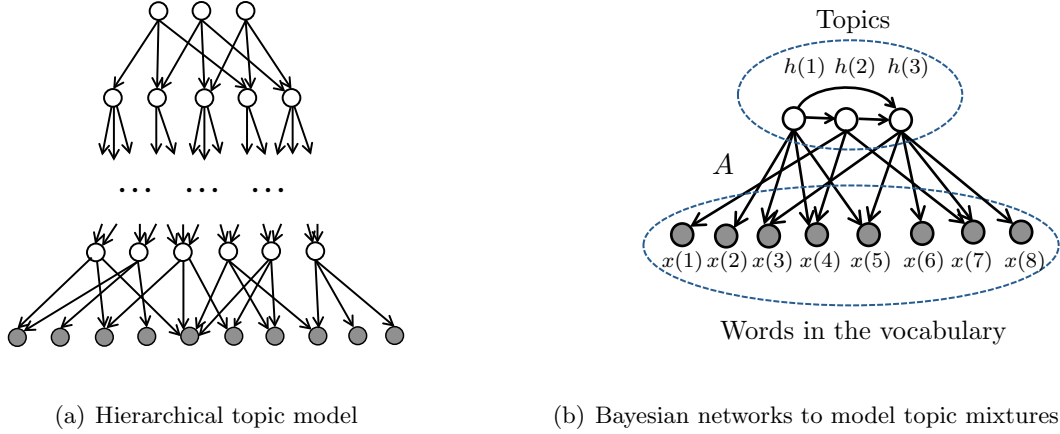 Topics
h(1) h(2) h(3)
A
x(1) x(2) x(3) x(4) x(5) x(6) x(7) x(8)
Words in the vocabulary
(a) Hierarchical topic model
(b) Bayesian networks to model topic mixtures